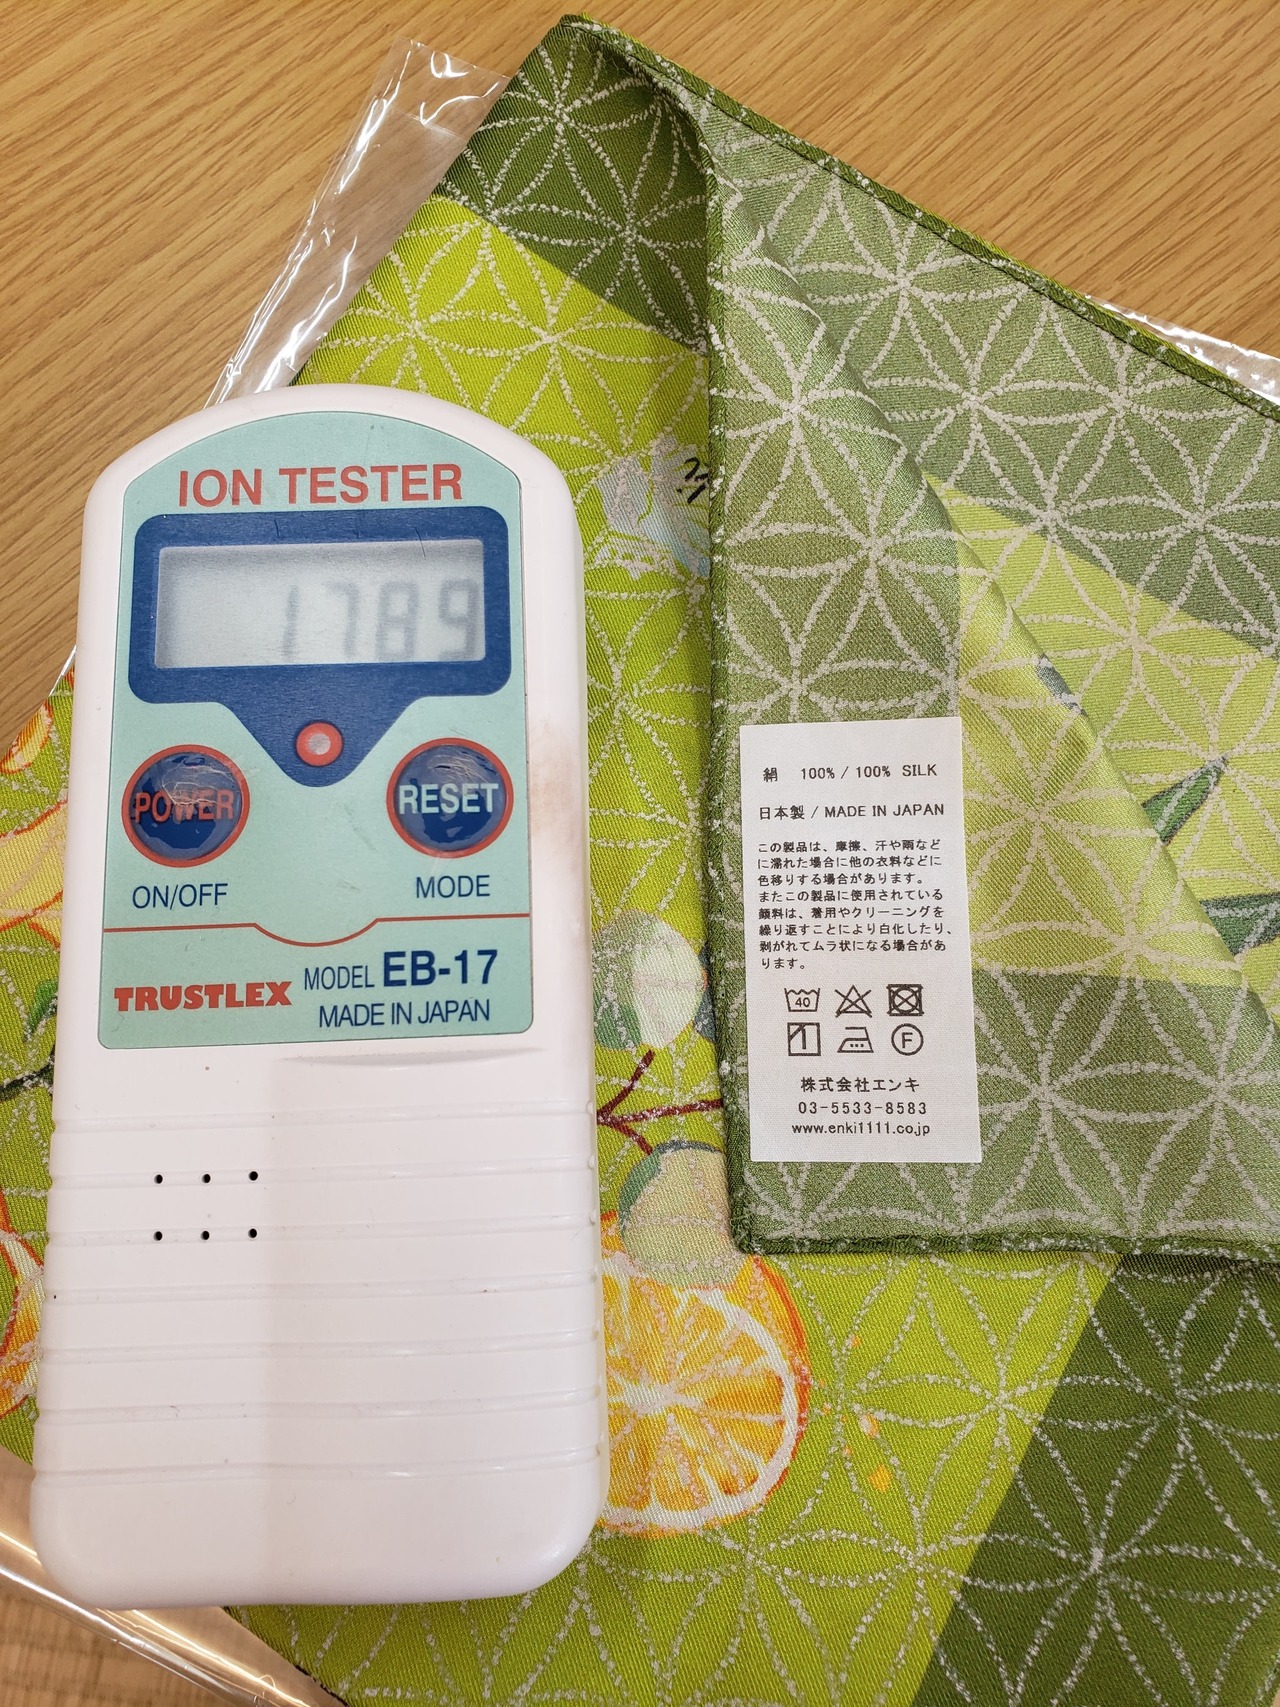 ION TESTER
1789
POWER
RESET
ON/OFF
MODE
TRUSTLEX MODEL EB-17
MADE IN JAPAN
絹 100% / 100% SILK
日本製 / MADE IN JAPAN
この製品は、摩擦、汗や雨など
に濡れた場合に他の衣料などに
色移りする場合があります。
またこの製品に使用されている
顔料は、着用やクリーニングを
繰り返すことにより白化したり、
剥がれてムラ状になる場合があ
ります。
40
F
株式会社エンキ
03-5533-8583
www.enki1111.co.jp